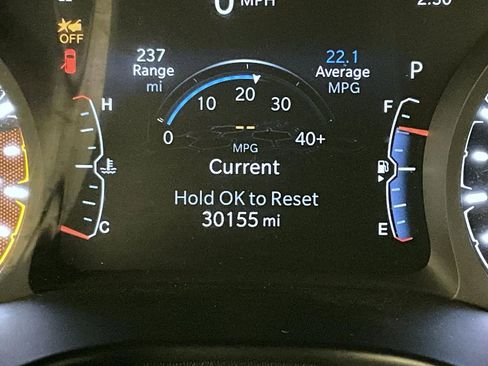 0 MPH
OFF
237
Range
mi
22.1
Average
MPG
P
H
C
0
10
20
30
40+
--
MPG
Current
Hold OK to Reset
30155 mi
F
E